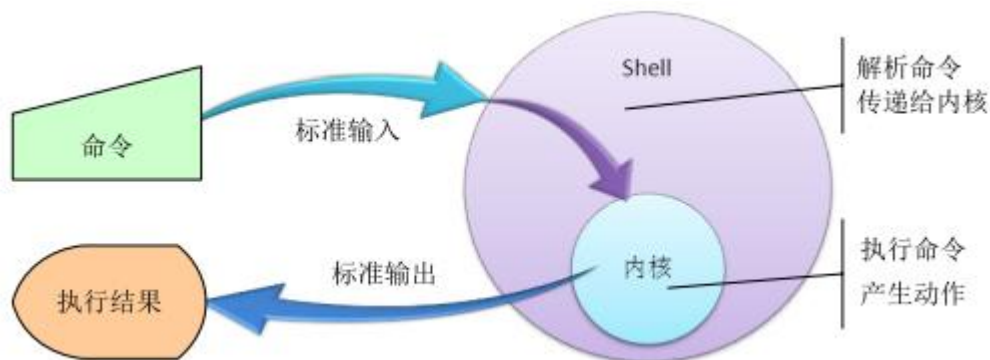 Shell
解析命令
传递给内核
标准输入
命令
执行命令
内核
标准输出
产生动作
执行结果